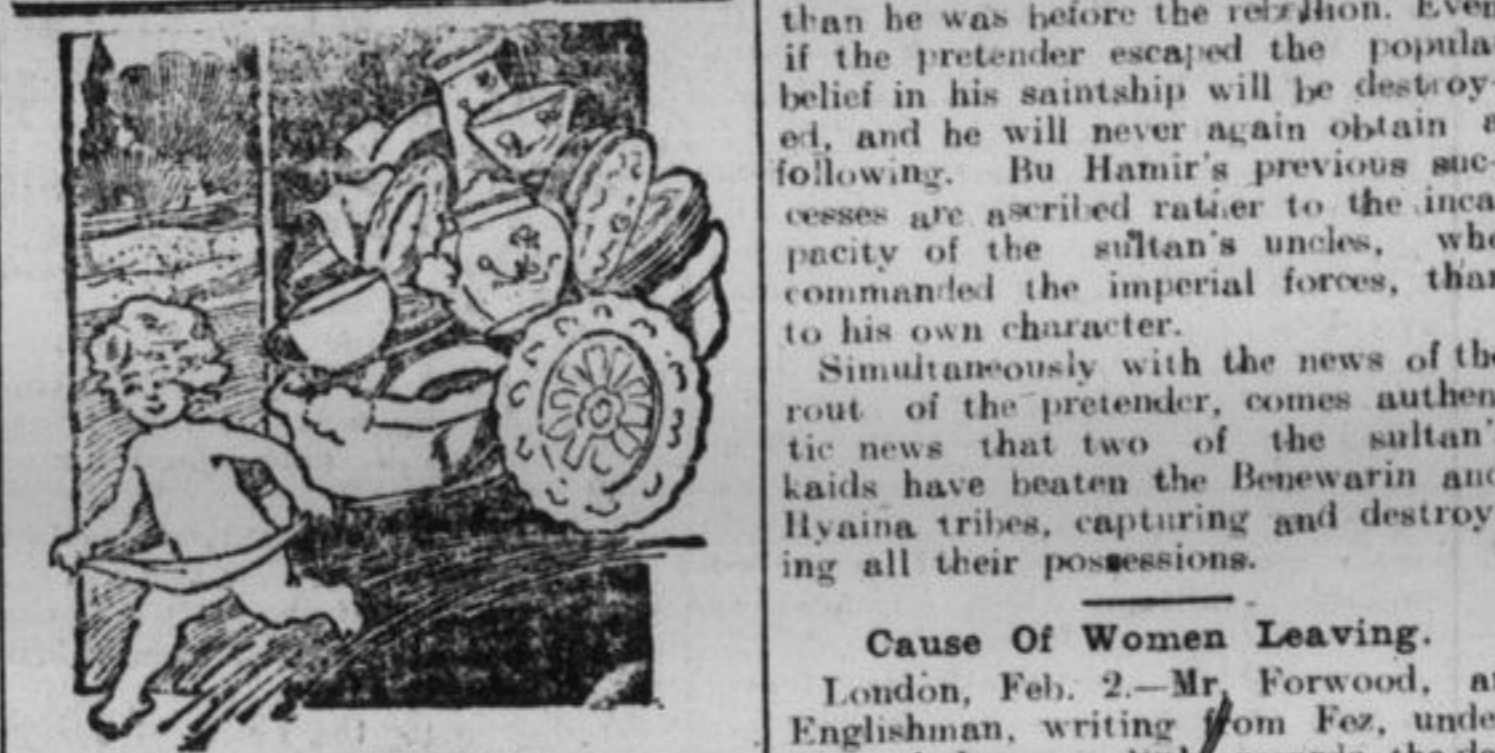 than he was before the rebellion. Even
if the pretender escaped the popula
belief in his saintship will be destroy-
ed, and he will never again obtain a
following. Bu Hamir's previous suc-
cesses are ascribed rather to the inca
pacity of the sultan's uncles, who
commanded the imperial forces, than
to his own character.
Simultaneously with the news of the
rout of the pretender, comes authen
tic news that two of the sultan'
kaids have beaten the Benewarin and
Hyaina tribes, capturing and destroy
ing all their possessions.
Cause Of Women Leaving.
London, Feb. 2.—Mr. Forwood, an
Englishman, writing from Fez, unde